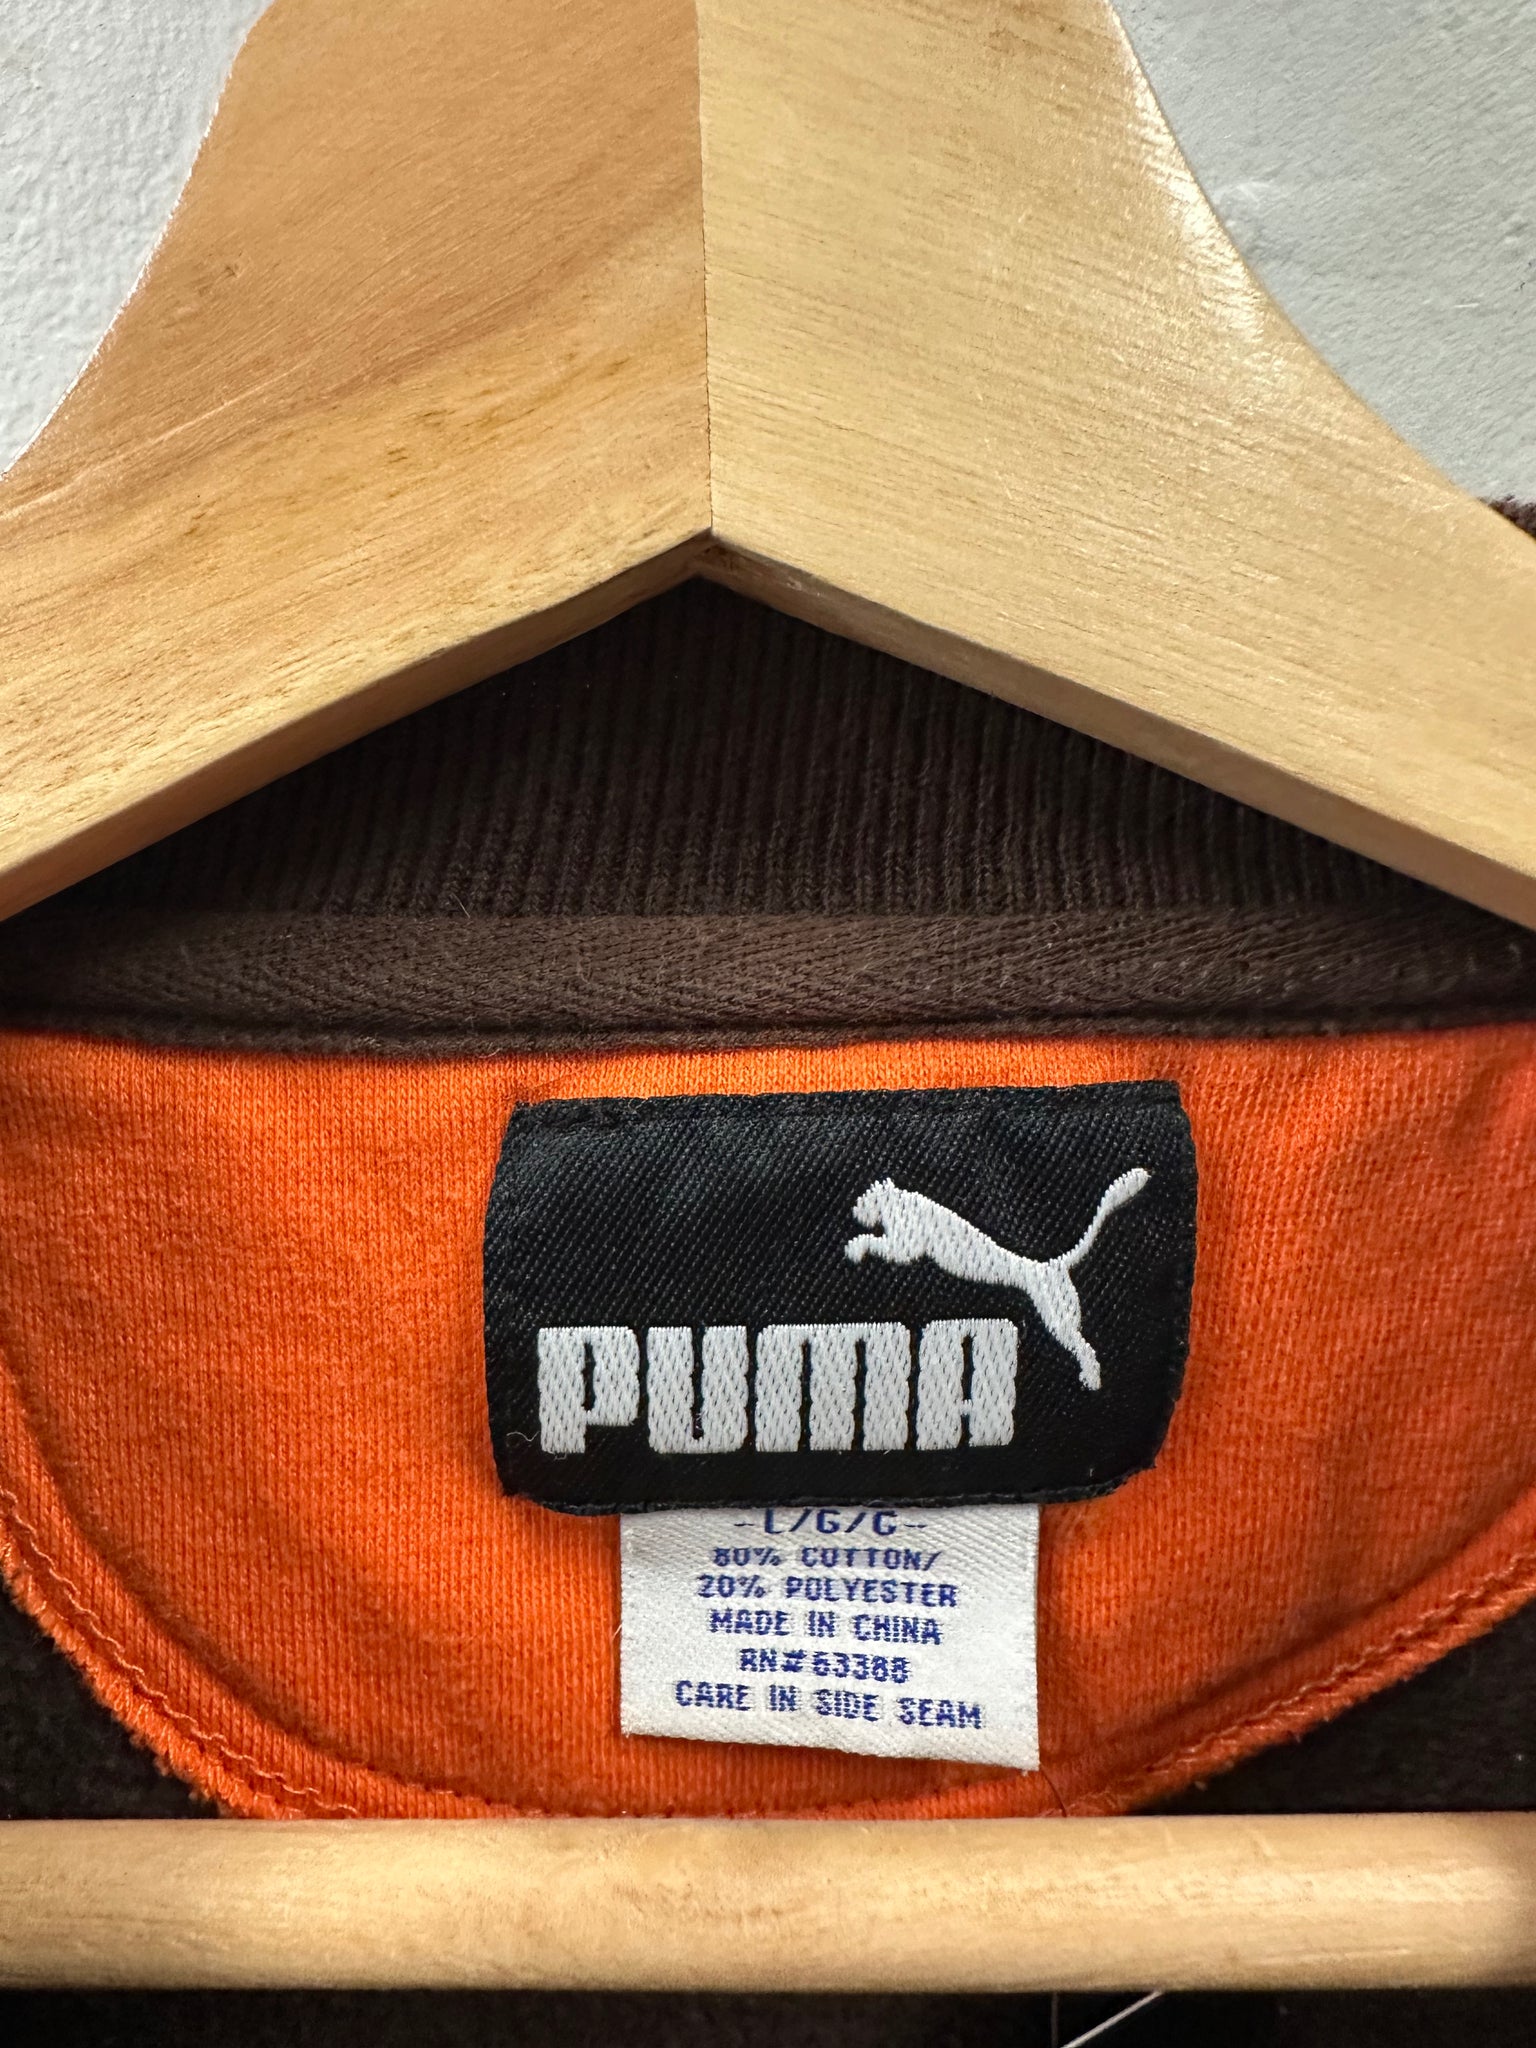 PUMA
-L/G/G-
80% COTTON/
20% POLYESTER
MADE IN CHINA
RN#63388
CARE IN SIDE SEAM